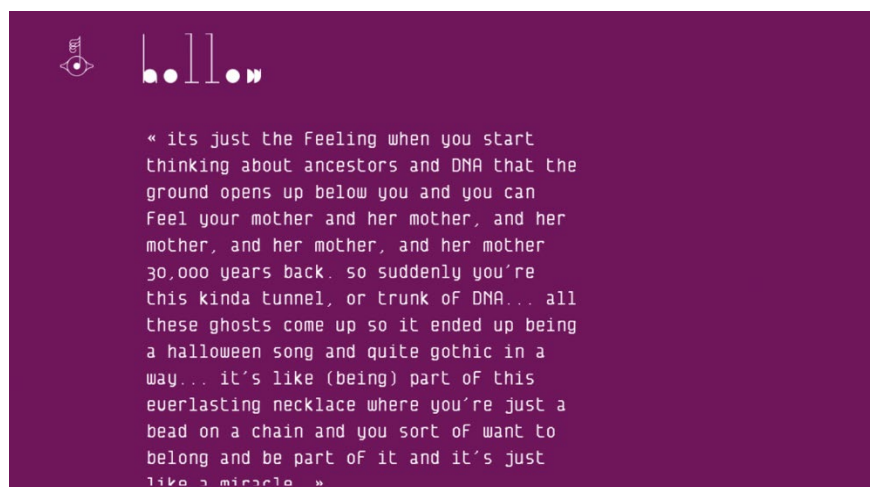 hollow
« its just the Feeling when you start
thinking about ancestors and DNA that the
ground opens up below you and you can
Feel your mother and her mother, and her
mother, and her mother, and her mother
30,000 years back. so suddenly you're
this kinda tunnel, or trunk oF DNA... all
these ghosts come up so it ended up being
a halloween song and quite gothic in a
way... it's like (being) part oF this
everlasting necklace where you're just a
bead on a chain and you sort oF want to
belong and be part oF it and it's just
like a miracle. »